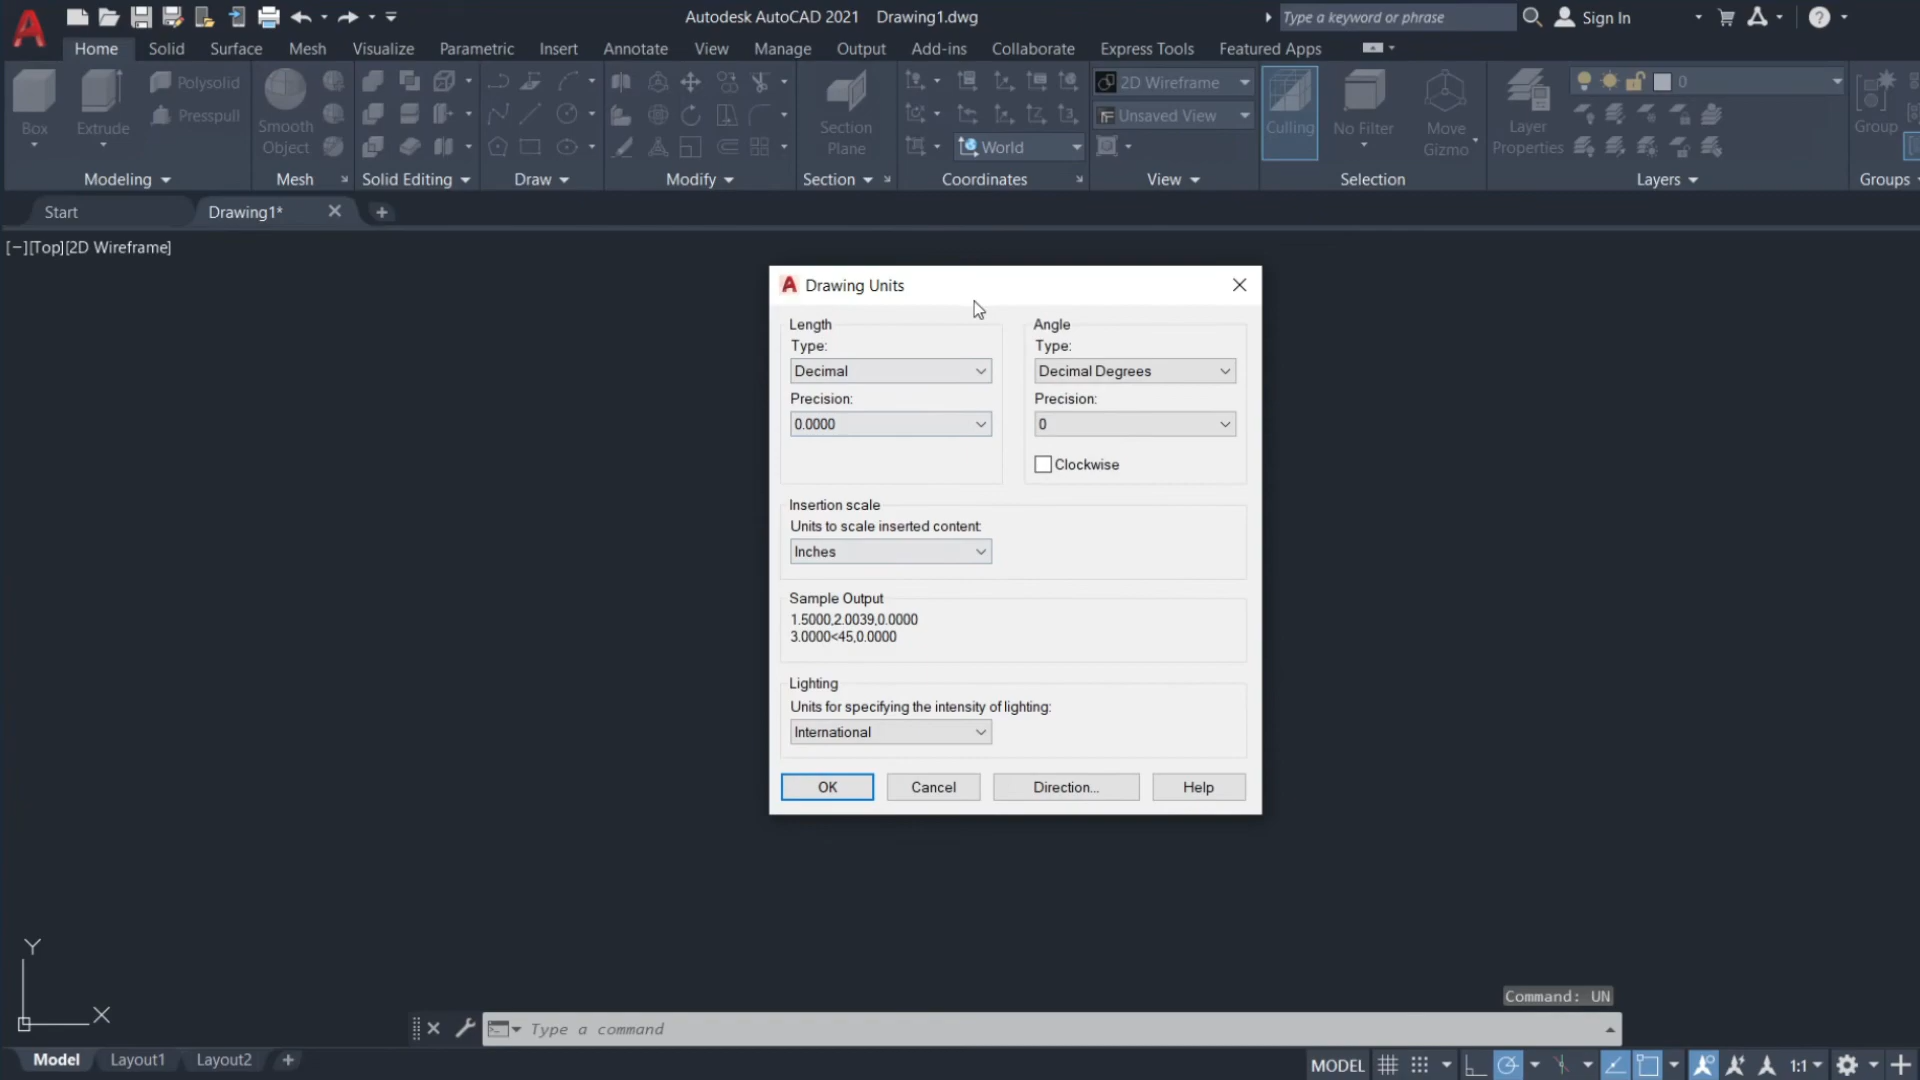 Autodesk AutoCAD 2021 Drawing1.dwg
Type a keyword or phrase
Sign In
Home Solid Surface Mesh Visualize Parametric Insert Annotate View Manage Output Add-ins Collaborate Express Tools Featured Apps
Box
Extrude
Polysolid
Presspull
Smooth
Object
Section
Plane
World
2D Wireframe
Unsaved View
Culling
No Filter
Move
Gizmo
Layer
Properties
0
Group
Modeling Mesh Solid Editing Draw Modify Section Coordinates View Selection Layers Groups
Start Drawing1*
[−][Top][2D Wireframe]
Drawing Units
Length
Type:
Decimal
Precision:
0.0000
Angle
Type:
Decimal Degrees
Precision:
0
Clockwise
Insertion scale
Units to scale inserted content:
Inches
Sample Output
1.5000,2.0039,0.0000
3.0000<45,0.0000
Lighting
Units for specifying the intensity of lighting:
International
OK Cancel Direction... Help
Y
X
Command: UN
Type a command
Model Layout1 Layout2
MODEL 1:1